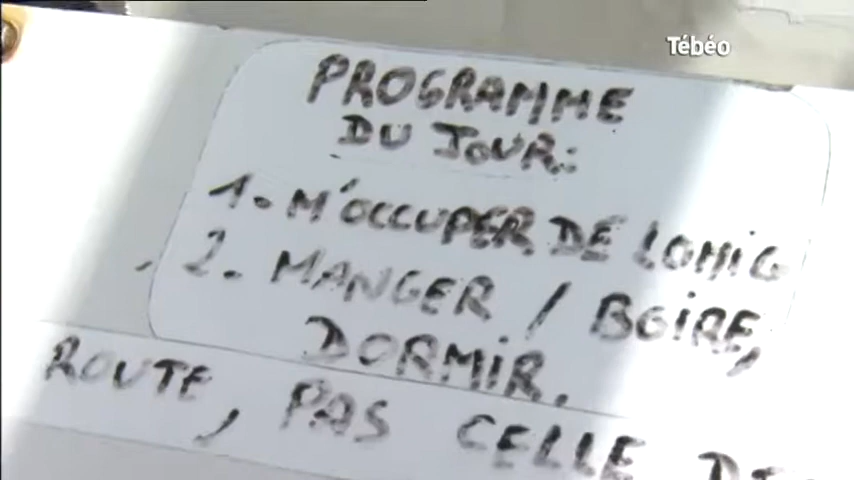 Tébéo
PROGRAMME
DU JOUR:
1. M'OCCUPER DE LOMIG
2. MANGER / BOIRE,
DORMIR.
ROUTE, PAS CELLE